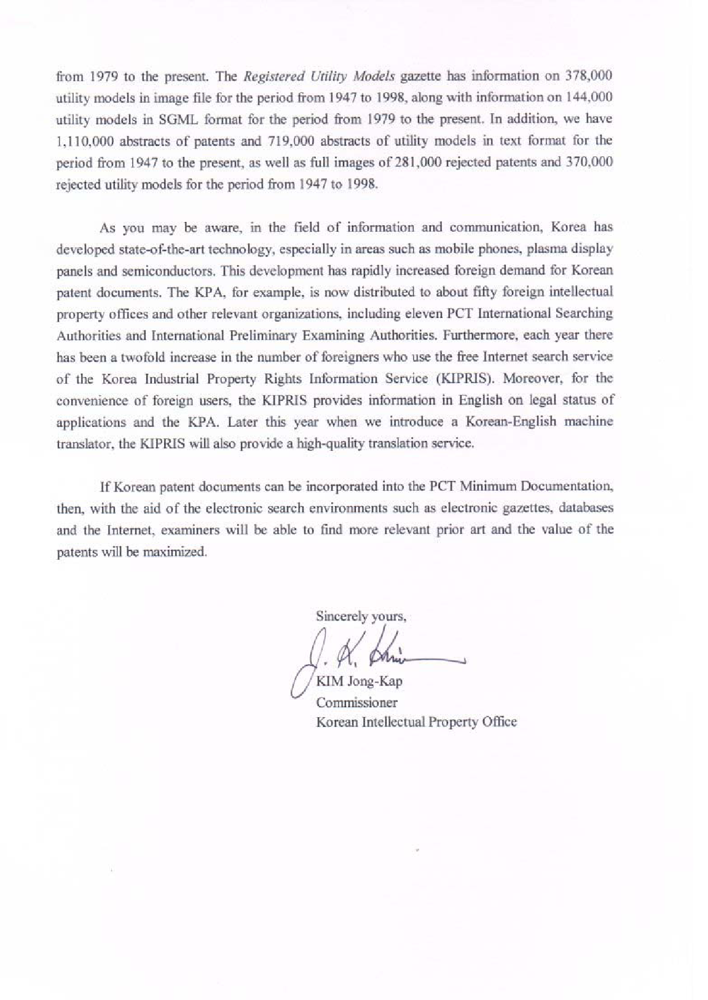 from 1979 to the present. The Registered Utility Models gazette has information on 378,000
utility models in image file for the period from 1947 to 1998, along with information on 144,000
utility models in SGML format for the period from 1979 to the present. In addition, we have
1,110,000 abstracts of patents and 719,000 abstracts of utility models in text format for the
period from 1947 to the present, as well as full images of 281,000 rejected patents and 370,000
rejected utility models for the period from 1947 to 1998.
As you may be aware, in the field of information and communication, Korea has
developed state-of-the-art technology, especially in areas such as mobile phones, plasma display
panels and semiconductors. This development has rapidly increased foreign demand for Korean
patent documents. The KPA, for example, is now distributed to about fifty foreign intellectual
property offices and other relevant organizations, including eleven PCT International Searching
Authorities and International Preliminary Examining Authorities. Furthermore, each year there
has been a twofold increase in the number of foreigners who use the free Internet search service
of the Korea Industrial Property Rights Information Service (KIPRIS). Moreover, for the
convenience of foreign users, the KIPRIS provides information in English on legal status of
applications and the KPA. Later this year when we introduce a Korean-English machine
translator, the KIPRIS will also provide a high-quality translation service.
If Korean patent documents can be incorporated into the PCT Minimum Documentation,
then, with the aid of the electronic search environments such as electronic gazettes, databases
and the Internet, examiners will be able to find more relevant prior art and the value of the
patents will be maximized.
Sincerely yours,
J. K. Khim
KIM Jong-Kap
Commissioner
Korean Intellectual Property Office